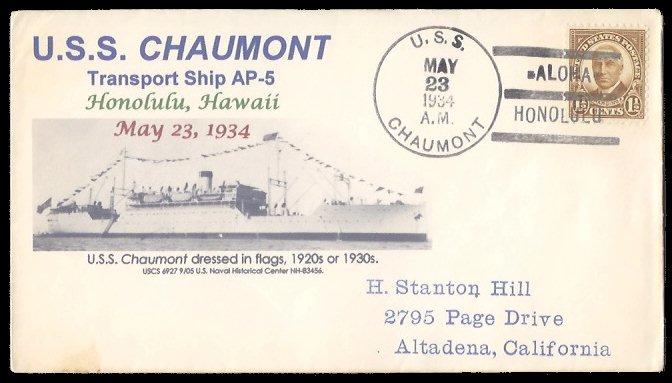 U.S.S. CHAUMONT
Transport Ship AP-5
Honolulu, Hawaii
May 23, 1934
U.S.S. Chaumont dressed in flags, 1920s or 1930s.
USCS 6927 9/05 U.S. Naval Historical Center NH-83456.
U. S. S.
MAY
23
1934
A.M.
CHAUMONT
ALOHA
HONOLULU
UNITED STATES POSTAGE
1½ CENTS 1½
H. Stanton Hill
2795 Page Drive
Altadena, California